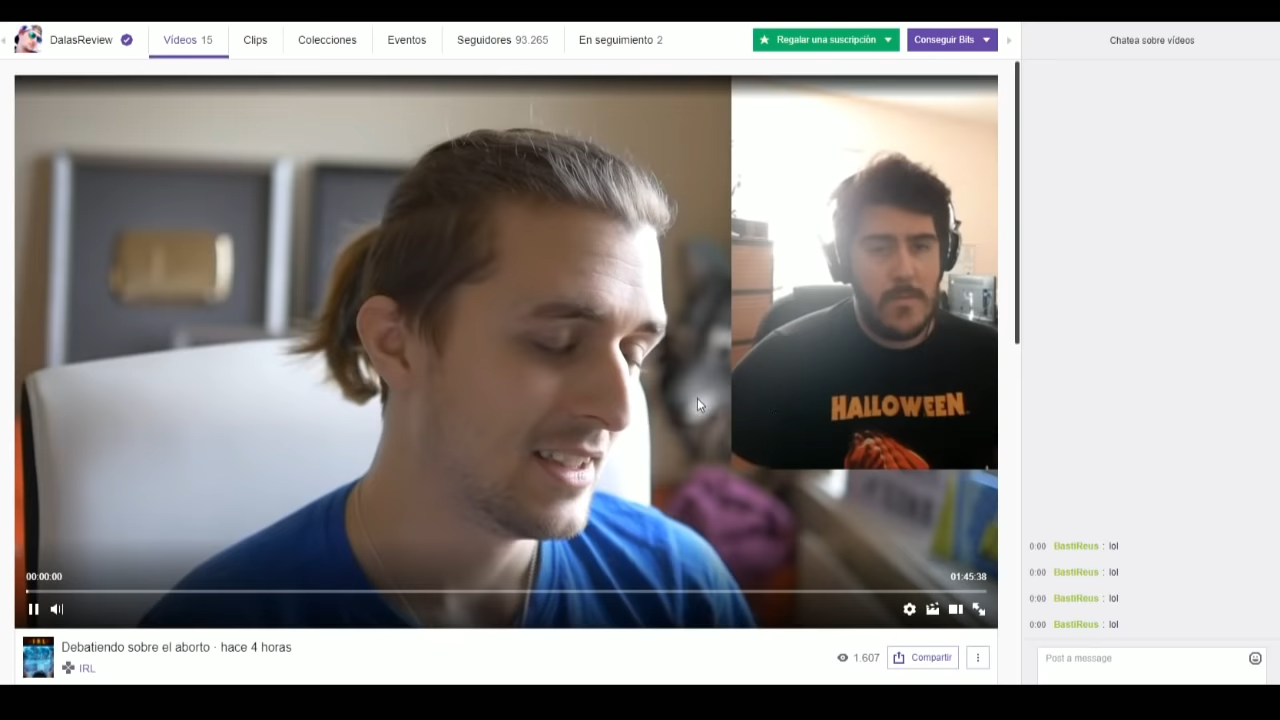 DalasReview
Vídeos 15
Clips
Colecciones
Eventos
Seguidores 93.265
En seguimiento 2
Regalar una suscripción
Conseguir Bits
Chatea sobre vídeos
HALLOWEEN
00:00:00
01:45:38
Debatiendo sobre el aborto · hace 4 horas
IRL
1.607
Compartir
0:00 BastiReus : lol
0:00 BastiReus : lol
0:00 BastiReus : lol
0:00 BastiReus : lol
Post a message